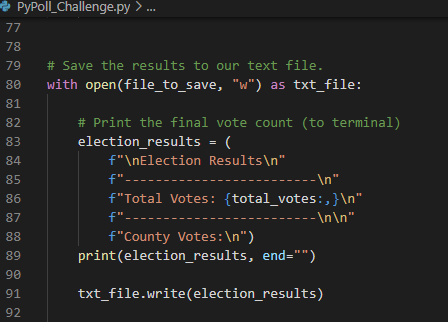 PyPoll_Challenge.py > ...
77
78
79 # Save the results to our text file.
80 with open(file_to_save, "w") as txt_file:
81
82     # Print the final vote count (to terminal)
83     election_results = (
84         f"\nElection Results\n"
85         f"-------------------------\n"
86         f"Total Votes: {total_votes:,}\n"
87         f"-------------------------\n\n"
88         f"County Votes:\n")
89     print(election_results, end="")
90
91     txt_file.write(election_results)
92